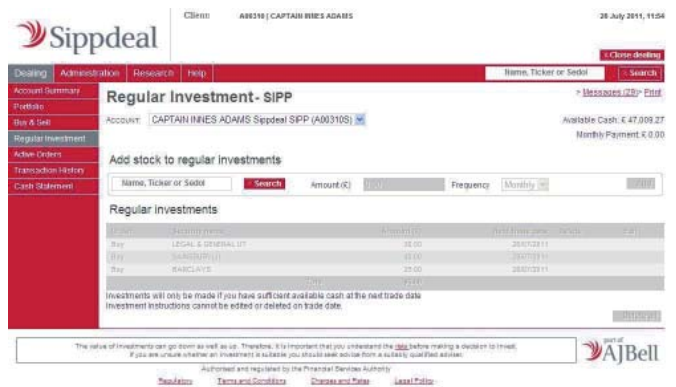 Sippdeal
Client A00310 | CAPTAIN INNES ADAMS
26 July 2011, 11:54
Close dealing
Dealing Administration Research Help
Name, Ticker or Sedol Search
Account Summary
Portfolio
Buy & Sell
Regular Investment
Active Orders
Transaction History
Cash Statement
Regular Investment- SIPP
> Messages (29)> Print
Account: CAPTAIN INNES ADAMS Sippdeal SIPP (A00310S)
Available Cash: £ 47,009.27
Monthly Payment: £ 0.00
Add stock to regular investments
Name, Ticker or Sedol Search Amount (£) Frequency Monthly
Regular investments
Buy LEGAL & GENERAL UT
Buy
Buy BARCLAYS
Investments will only be made if you have sufficient available cash at the next trade date
Investment instructions cannot be edited or deleted on trade date.
The value of investments can go down as well as up. Therefore, it is important that you understand the risks before making a decision to invest.
If you are unsure whether an investment is suitable you should seek advice from a suitably qualified adviser.
part of
AJBell
Authorised and regulated by the Financial Services Authority
Regulatory Terms and Conditions Charges and Rates Legal Policy